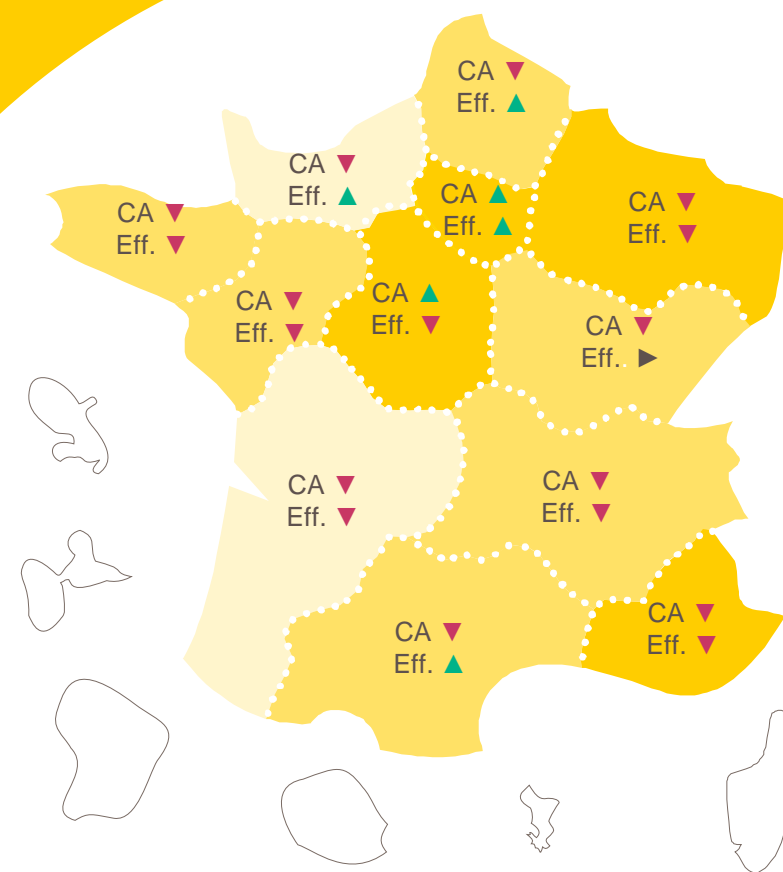 CA ▼
Eff. ▲
CA ▼
Eff. ▲
CA ▲
Eff. ▲
CA ▼
Eff. ▼
CA ▼
Eff. ▼
CA ▼
Eff. ▼
CA ▲
Eff. ▼
CA ▼
Eff.. ►
CA ▼
Eff. ▼
CA ▼
Eff. ▼
CA ▼
Eff. ▼
CA ▼
Eff. ▲